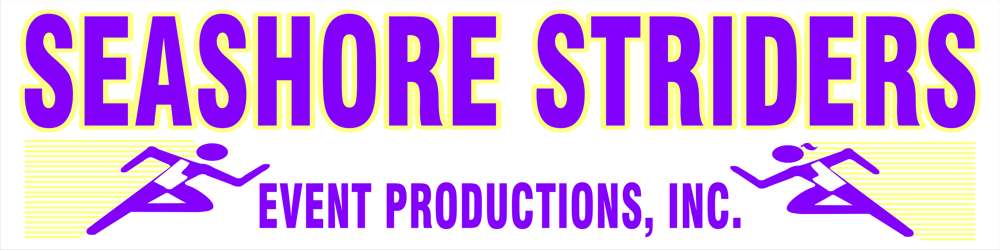 SEASHORE STRIDERS
EVENT PRODUCTIONS, INC.